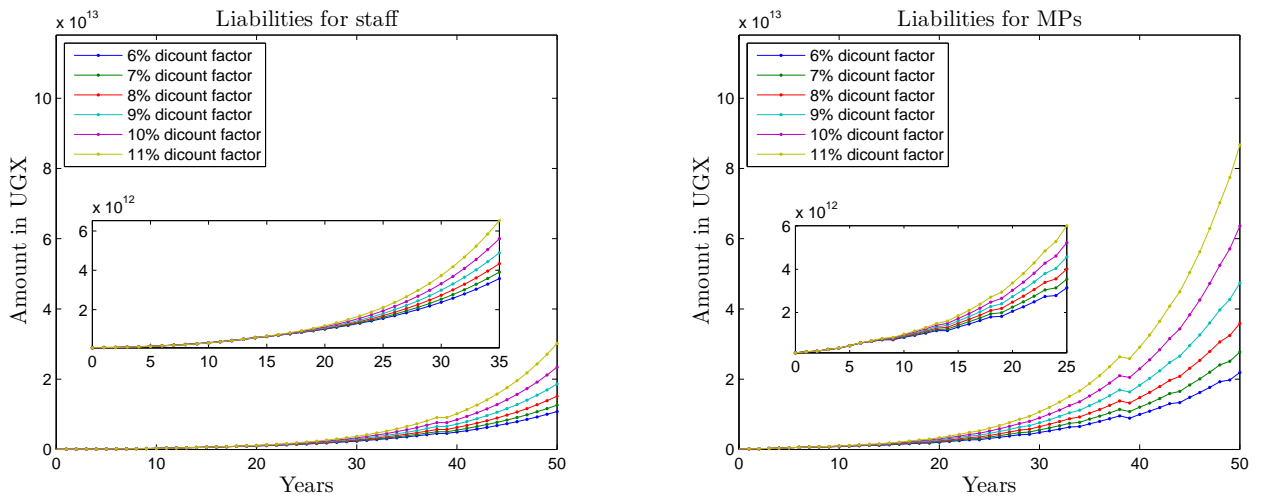 Liabilities for staff
x 10^13
6% dicount factor
7% dicount factor
8% dicount factor
9% dicount factor
10% dicount factor
11% dicount factor
10
8
6
4
2
0
Amount in UGX
x 10^12
6
4
2
0 5 10 15 20 25 30 35
0 10 20 30 40 50
Years
Liabilities for MPs
x 10^13
6% dicount factor
7% dicount factor
8% dicount factor
9% dicount factor
10% dicount factor
11% dicount factor
10
8
6
4
2
0
Amount in UGX
x 10^12
6
4
2
0 5 10 15 20 25
0 10 20 30 40 50
Years